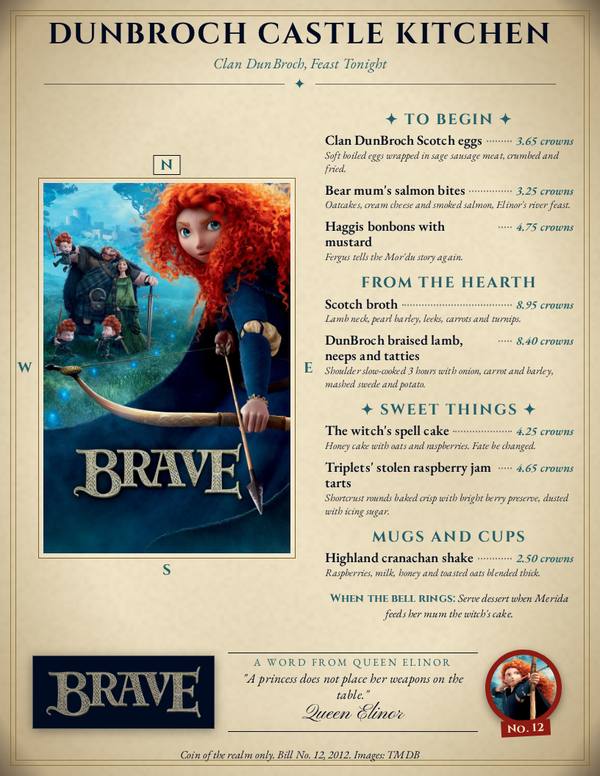 DUNBROCH CASTLE KITCHEN
Clan DunBroch, Feast Tonight
N
W
E
S
BRAVE
TO BEGIN
Clan DunBroch Scotch eggs 3.65 crowns
Soft boiled eggs wrapped in sage sausage meat, crumbed and
fried.
Bear mum's salmon bites 3.25 crowns
Oatcakes, cream cheese and smoked salmon, Elinor's river feast.
Haggis bonbons with 4.75 crowns
mustard
Fergus tells the Mor'du story again.
FROM THE HEARTH
Scotch broth 8.95 crowns
Lamb neck, pearl barley, leeks, carrots and turnips.
DunBroch braised lamb, 8.40 crowns
neeps and tatties
Shoulder slow-cooked 3 hours with onion, carrot and barley,
mashed swede and potato.
SWEET THINGS
The witch's spell cake 4.25 crowns
Honey cake with oats and raspberries. Fate be changed.
Triplets' stolen raspberry jam 4.65 crowns
tarts
Shortcrust rounds baked crisp with bright berry preserve, dusted
with icing sugar.
MUGS AND CUPS
Highland cranachan shake 2.50 crowns
Raspberries, milk, honey and toasted oats blended thick.
WHEN THE BELL RINGS: Serve dessert when Merida
feeds her mum the witch's cake.
BRAVE
A WORD FROM QUEEN ELINOR
"A princess does not place her weapons on the
table."
Queen Elinor
No. 12
Coin of the realm only. Bill No. 12, 2012. Images: TMDB